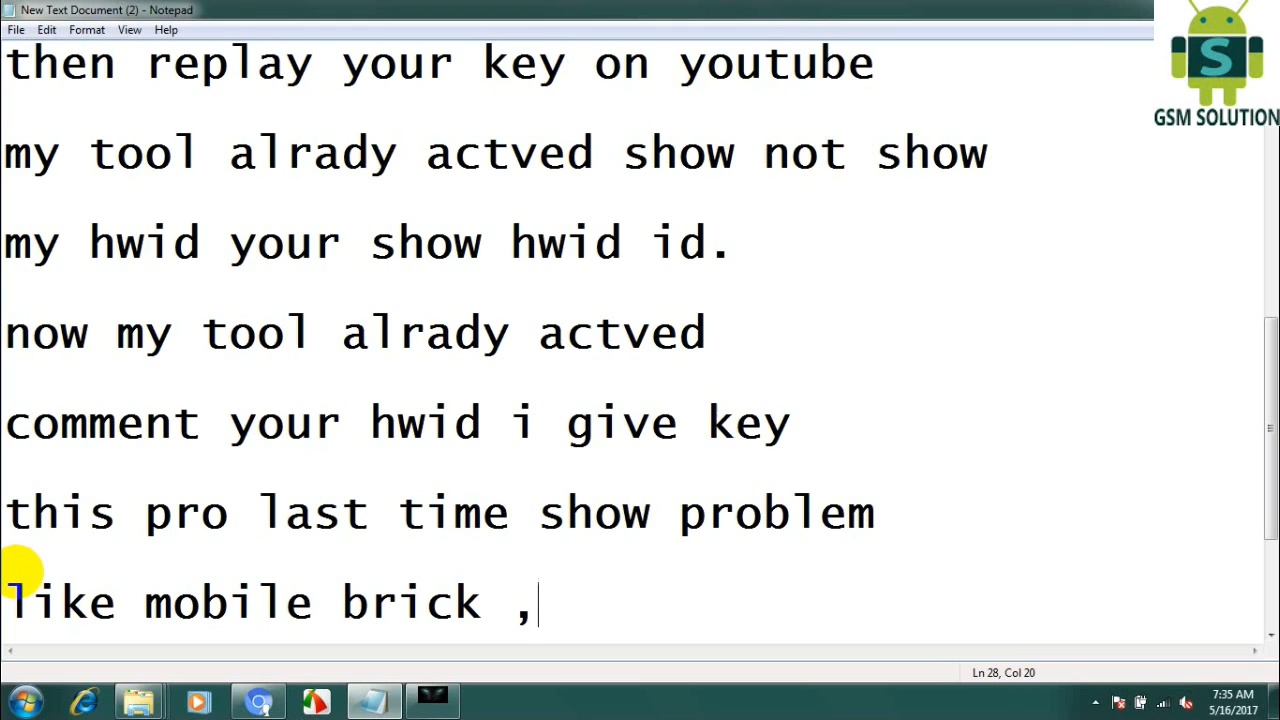 New Text Document (2) - Notepad
File Edit Format View Help
S
GSM SOLUTION
then replay your key on youtube
my tool alrady actved show not show
my hwid your show hwid id.
now my tool alrady actved
comment your hwid i give key
this pro last time show problem
like mobile brick ,
Ln 28, Col 20
7:35 AM
5/16/2017